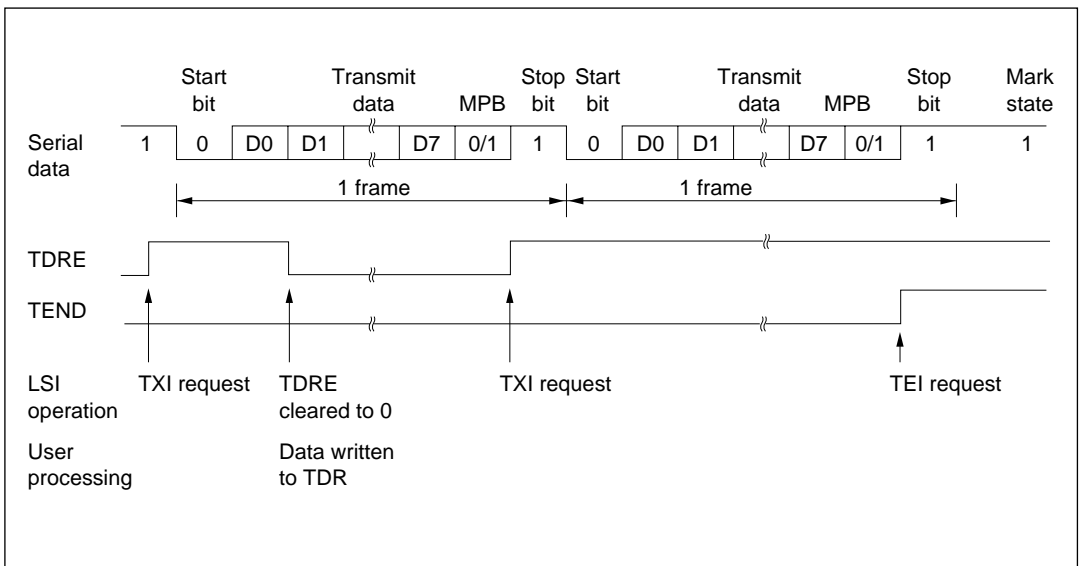 Start Transmit Stop Start Transmit Stop Mark
bit data MPB bit bit data MPB bit state
Serial 1 0 D0 D1 D7 0/1 1 0 D0 D1 D7 0/1 1 1
data
1 frame 1 frame
TDRE
TEND
LSI TXI request TDRE TXI request TEI request
operation cleared to 0
User Data written
processing to TDR